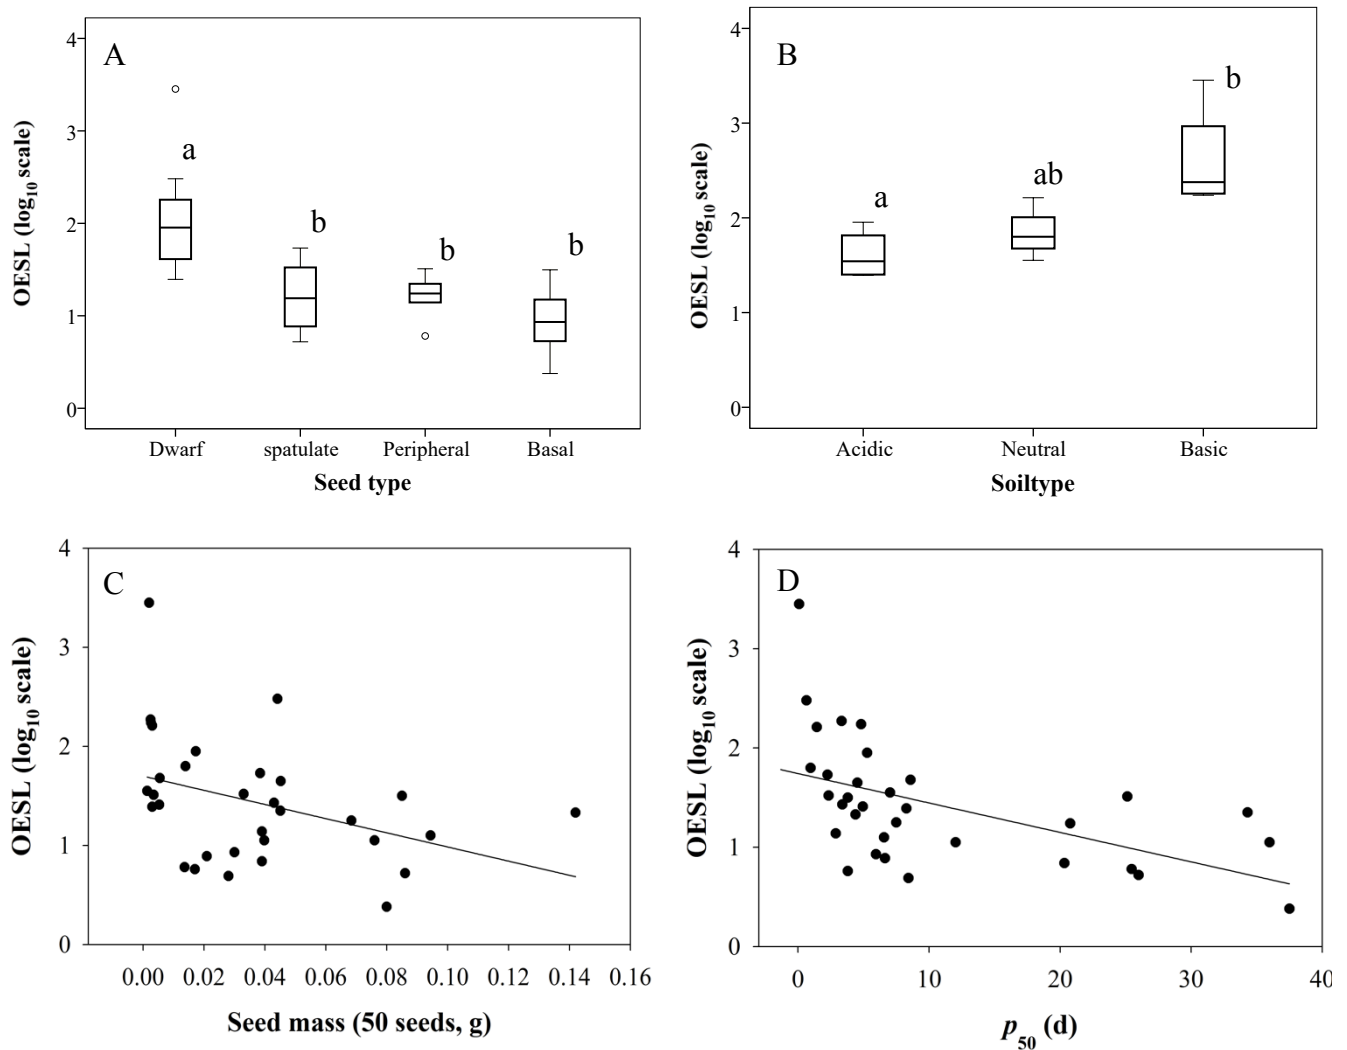 A
OESL (log10 scale)
4
3
2
1
0
a
b
b
b
Dwarf spatulate Peripheral Basal
Seed type
B
OESL (log10 scale)
4
3
2
1
0
a
ab
b
Acidic Neutral Basic
Soiltype
C
OESL (log10 scale)
4
3
2
1
0
0.00 0.02 0.04 0.06 0.08 0.10 0.12 0.14 0.16
Seed mass (50 seeds, g)
D
OESL (log10 scale)
4
3
2
1
0
0 10 20 30 40
p50 (d)